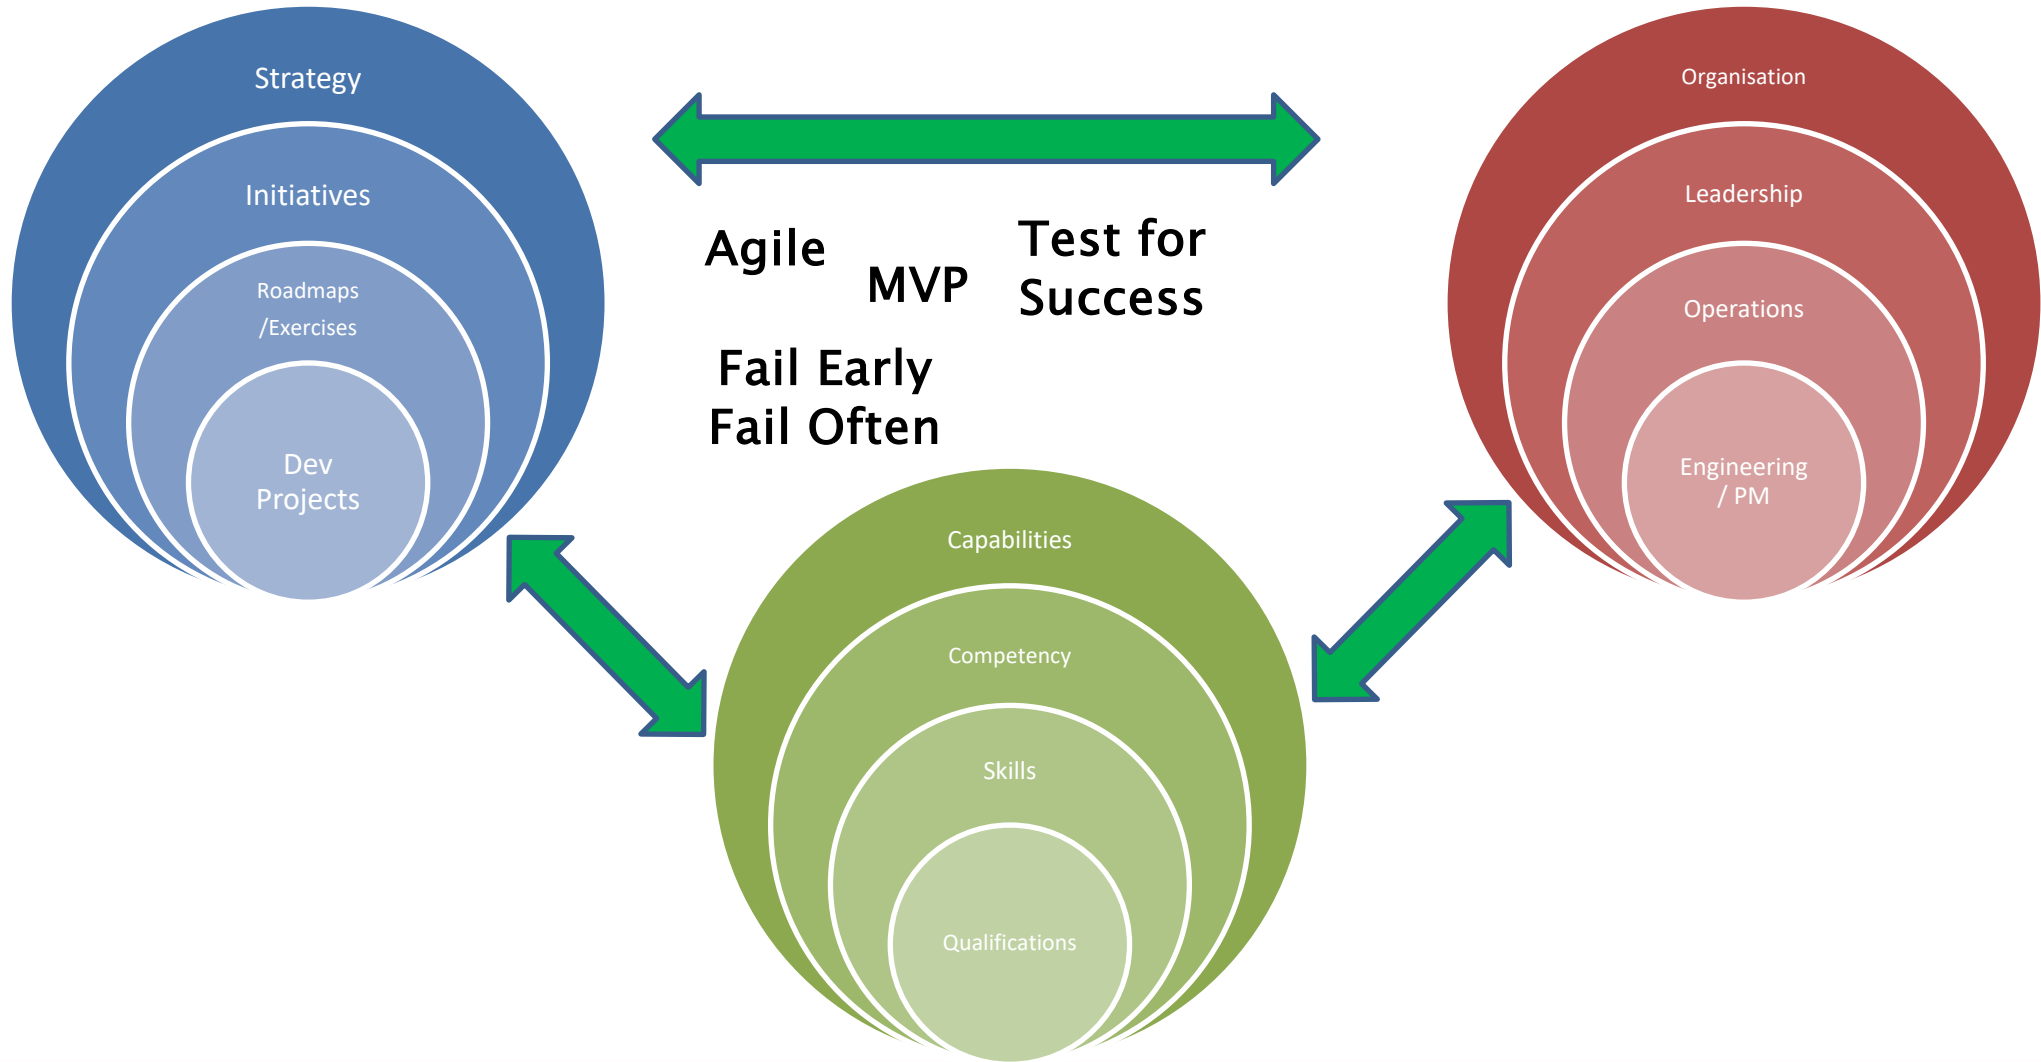 Strategy
Initiatives
Roadmaps
/Exercises
Dev
Projects
Agile
MVP
Test for
Success
Fail Early
Fail Often
Organisation
Leadership
Operations
Engineering
/ PM
Capabilities
Competency
Skills
Qualifications